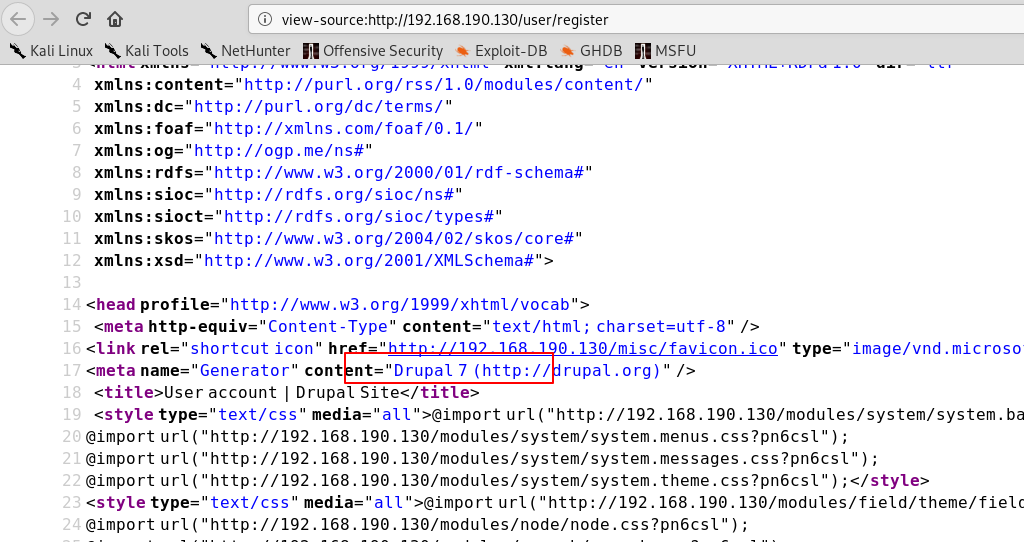 view-source:http://192.168.190.130/user/register
Kali Linux Kali Tools NetHunter Offensive Security Exploit-DB GHDB MSFU
4 xmlns:content="http://purl.org/rss/1.0/modules/content/"
5 xmlns:dc="http://purl.org/dc/terms/"
6 xmlns:foaf="http://xmlns.com/foaf/0.1/"
7 xmlns:og="http://ogp.me/ns#"
8 xmlns:rdfs="http://www.w3.org/2000/01/rdf-schema#"
9 xmlns:sioc="http://rdfs.org/sioc/ns#"
10 xmlns:sioct="http://rdfs.org/sioc/types#"
11 xmlns:skos="http://www.w3.org/2004/02/skos/core#"
12 xmlns:xsd="http://www.w3.org/2001/XMLSchema#">
13
14 <head profile="http://www.w3.org/1999/xhtml/vocab">
15 <meta http-equiv="Content-Type" content="text/html; charset=utf-8" />
16 <link rel="shortcut icon" href="http://192.168.190.130/misc/favicon.ico" type="image/vnd.microso
17 <meta name="Generator" content="Drupal 7 (http://drupal.org)" />
18 <title>User account | Drupal Site</title>
19 <style type="text/css" media="all">@import url("http://192.168.190.130/modules/system/system.ba
20 @import url("http://192.168.190.130/modules/system/system.menus.css?pn6csl");
21 @import url("http://192.168.190.130/modules/system/system.messages.css?pn6csl");
22 @import url("http://192.168.190.130/modules/system/system.theme.css?pn6csl");</style>
23 <style type="text/css" media="all">@import url("http://192.168.190.130/modules/field/theme/field
24 @import url("http://192.168.190.130/modules/node/node.css?pn6csl");